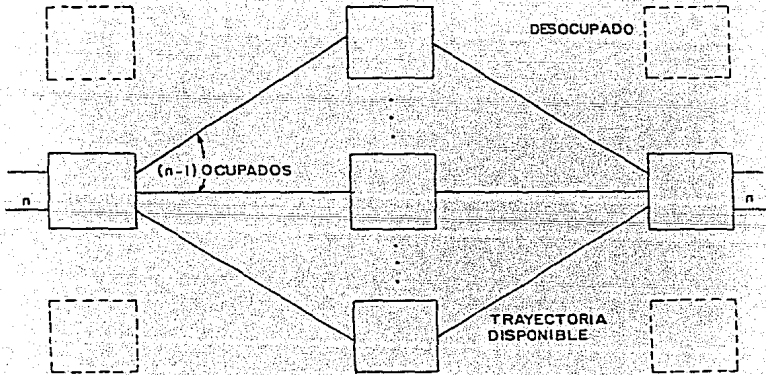 DESOCUPADO
(n-1) OCUPADOS
n
n
TRAYECTORIA
DISPONIBLE